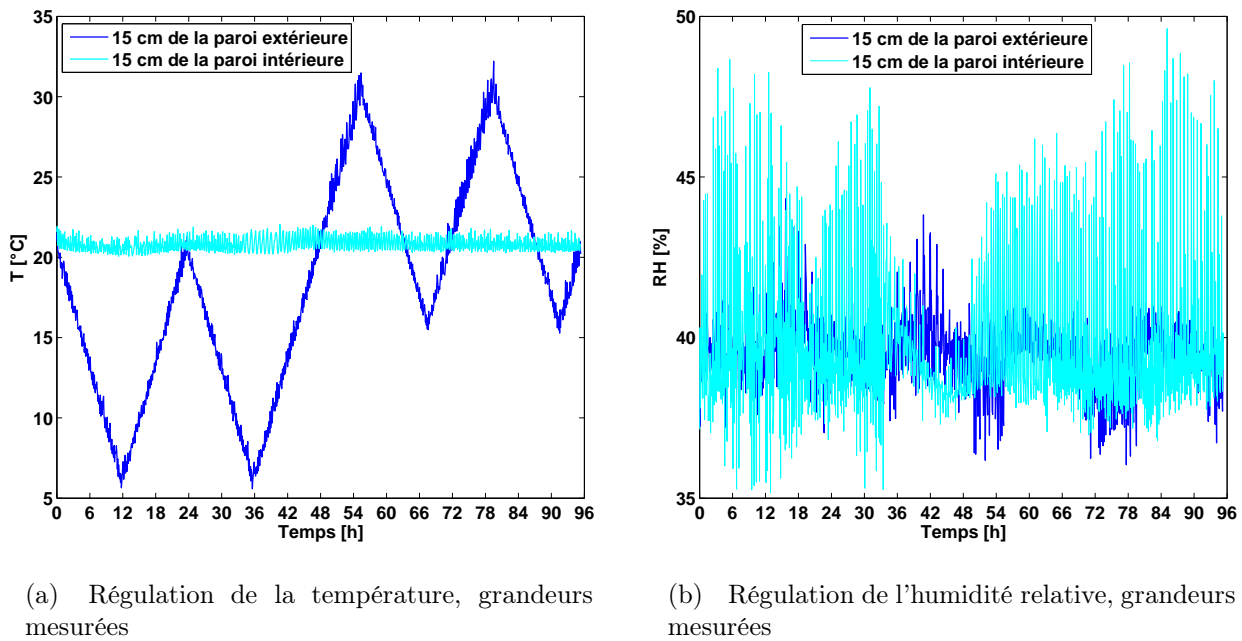 35
30
25
20
15
10
5
T [°C]
15 cm de la paroi extérieure
15 cm de la paroi intérieure
0 6 12 18 24 30 36 42 48 54 60 66 72 78 84 90 96
Temps [h]
50
45
40
35
RH [%]
15 cm de la paroi extérieure
15 cm de la paroi intérieure
0 6 12 18 24 30 36 42 48 54 60 66 72 78 84 90 96
Temps [h]
(a) Régulation de la température, grandeurs
mesurées
(b) Régulation de l'humidité relative, grandeurs
mesurées